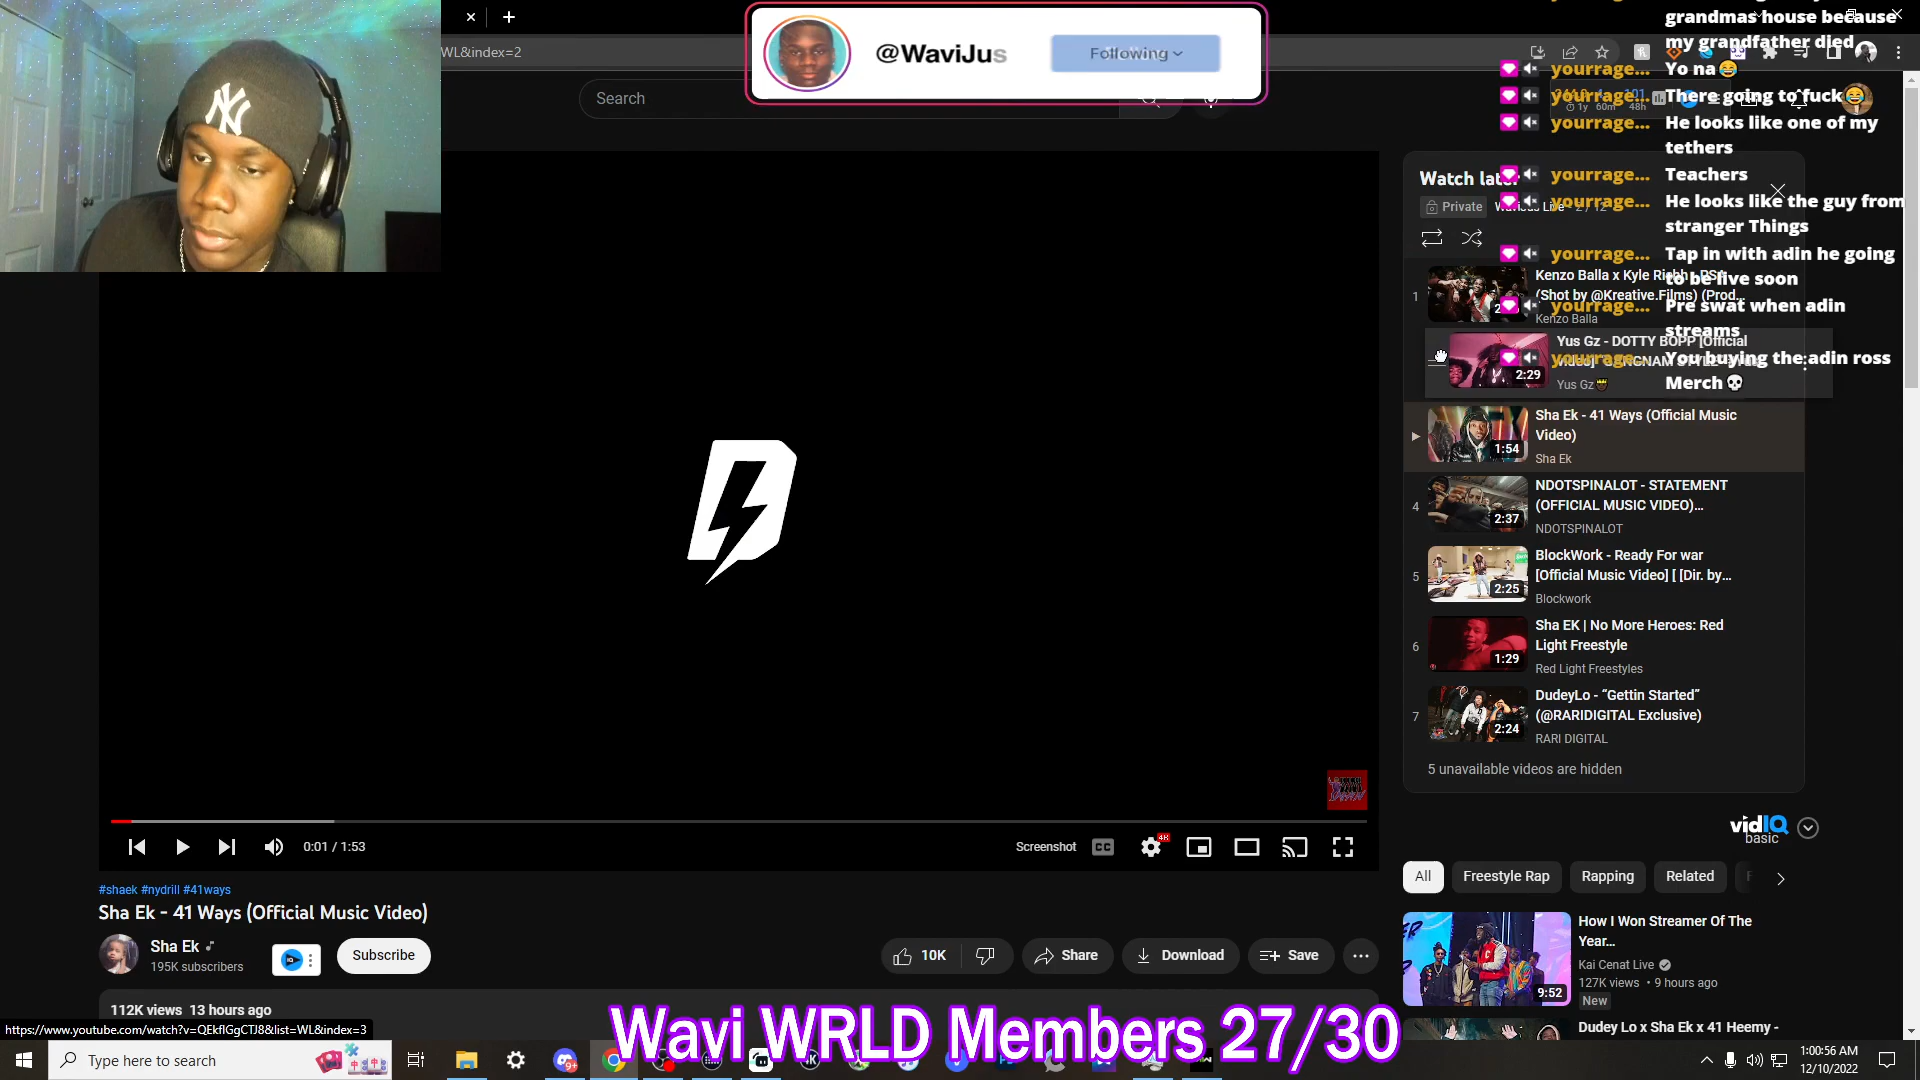 WL&index=2
@WaviJus
Following
Search
grandmas house because
my grandfather died
yourrage... Yo na😂
yourrage... There going to fuck😂
yourrage... He looks like one of my
tethers
yourrage... Teachers
yourrage... He looks like the guy from
stranger Things
yourrage... Tap in with adin he going
to be live soon
yourrage... Pre swat when adin
streams
yourrage... You buying the adin ross
Merch💀
Watch later
Private
1
Kenzo Balla x Kyle Richh - PSA
(Shot by @Kreative.Films) (Prod...
Kenzo Balla
Yus Gz - DOTTY BOPP [Official
2:29
Yus Gz
Sha Ek - 41 Ways (Official Music
Video)
1:54
Sha Ek
4
NDOTSPINALOT - STATEMENT
(OFFICIAL MUSIC VIDEO)...
2:37
NDOTSPINALOT
5
BlockWork - Ready For war
[Official Music Video] [ [Dir. by...
2:25
Blockwork
6
Sha EK | No More Heroes: Red
Light Freestyle
1:29
Red Light Freestyles
7
DudeyLo - “Gettin Started”
(@RARIDIGITAL Exclusive)
2:24
RARI DIGITAL
5 unavailable videos are hidden
vidIQ
basic
All
Freestyle Rap
Rapping
Related
How I Won Streamer Of The
Year...
Kai Cenat Live
127K views • 9 hours ago
New
9:52
Dudey Lo x Sha Ek x 41 Heemy -
0:01 / 1:53
Screenshot
CC
4K
#shaek #nydrill #41ways
Sha Ek - 41 Ways (Official Music Video)
Sha Ek
195K subscribers
Subscribe
10K
Share
Download
Save
112K views 13 hours ago
https://www.youtube.com/watch?v=QEkflGgCTJ8&list=WL&index=3
Wavi WRLD Members 27/30
Type here to search
1:00:56 AM
12/10/2022